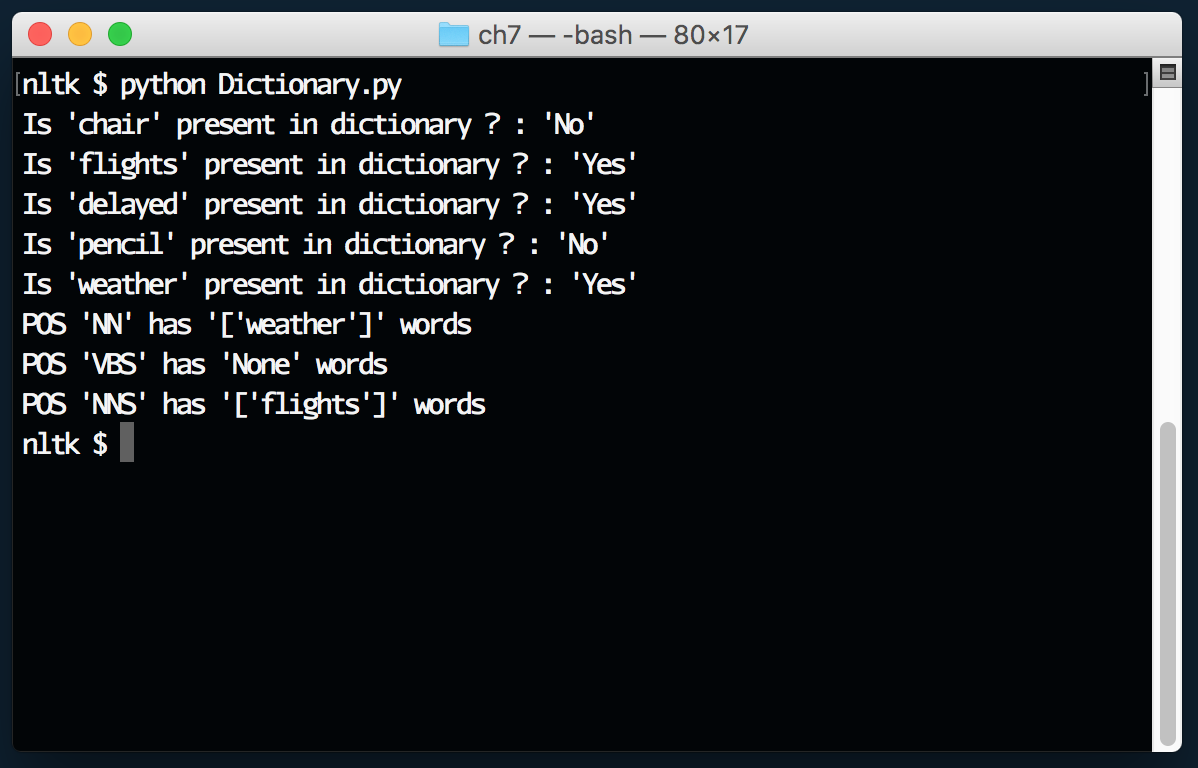 ch7 — -bash — 80×17
[nltk $ python Dictionary.py ]
Is 'chair' present in dictionary ? : 'No'
Is 'flights' present in dictionary ? : 'Yes'
Is 'delayed' present in dictionary ? : 'Yes'
Is 'pencil' present in dictionary ? : 'No'
Is 'weather' present in dictionary ? : 'Yes'
POS 'NN' has '['weather']' words
POS 'VBS' has 'None' words
POS 'NNS' has '['flights']' words
nltk $